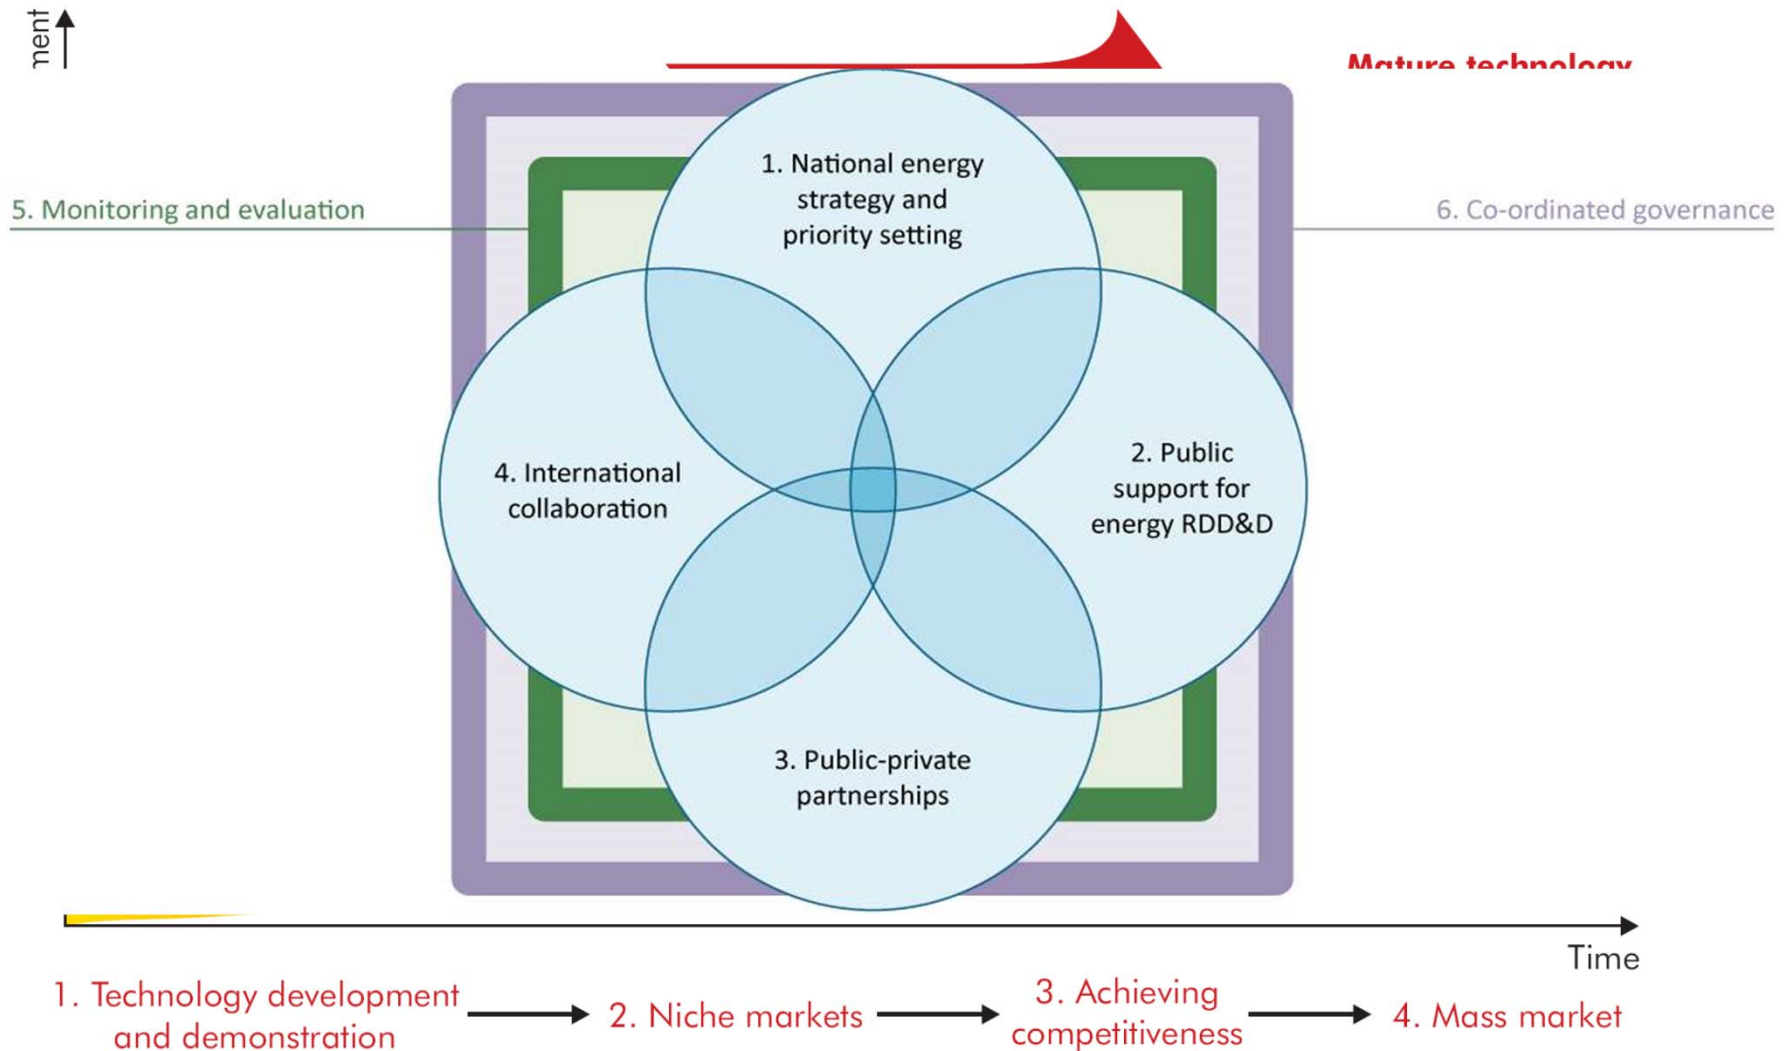 Mature technology
1. National energy
strategy and
priority setting
5. Monitoring and evaluation
6. Co-ordinated governance
2. Public
support for
energy RDD&D
4. International
collaboration
3. Public-private
partnerships
Time
1. Technology development
and demonstration
2. Niche markets
3. Achieving
competitiveness
4. Mass market